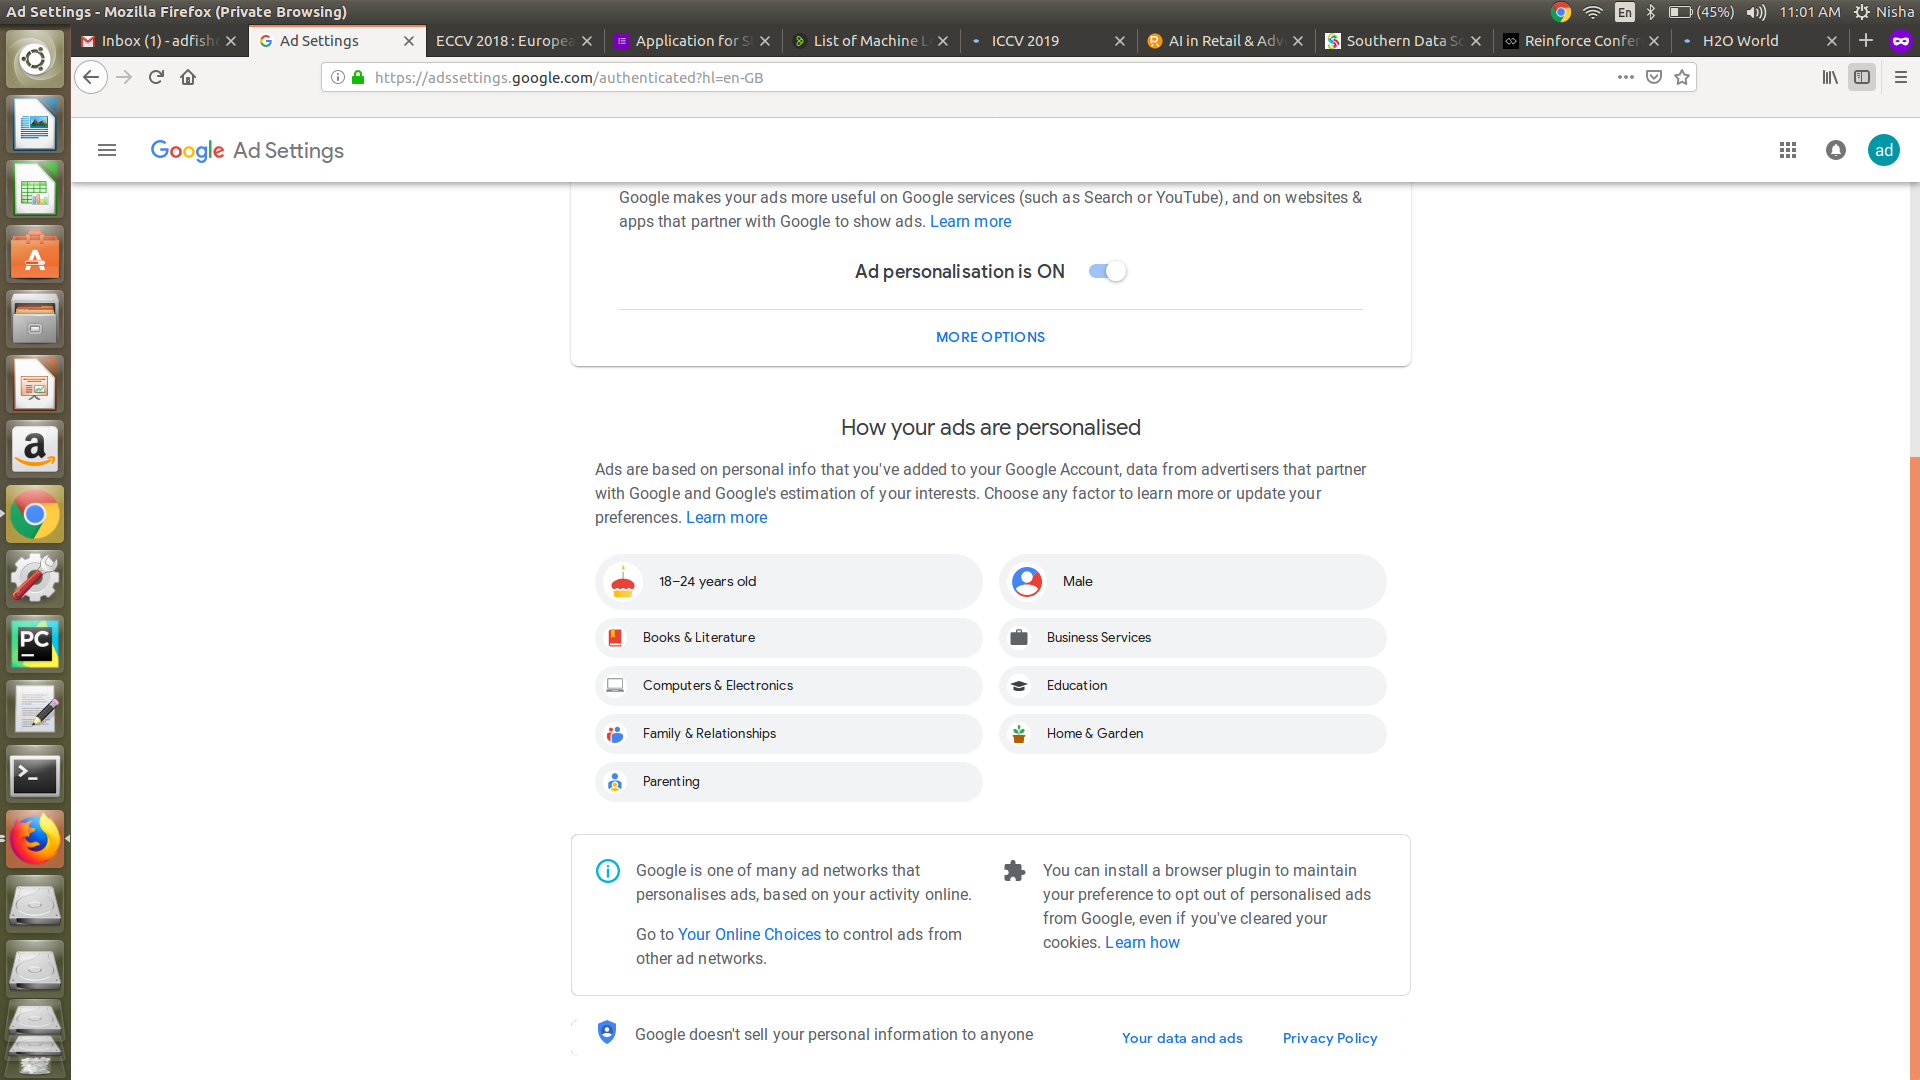 Ad Settings - Mozilla Firefox (Private Browsing)
En
(45%)
11:01 AM
Nisha
Inbox (1) - adfish
Ad Settings
ECCV 2018 : Europea
Application for S
List of Machine L
ICCV 2019
AI in Retail & Adv
Southern Data Sc
Reinforce Confer
H2O World
https://adssettings.google.com/authenticated?hl=en-GB
Google Ad Settings
ad
Google makes your ads more useful on Google services (such as Search or YouTube), and on websites &
apps that partner with Google to show ads. Learn more
Ad personalisation is ON
MORE OPTIONS
How your ads are personalised
Ads are based on personal info that you've added to your Google Account, data from advertisers that partner
with Google and Google's estimation of your interests. Choose any factor to learn more or update your
preferences. Learn more
18–24 years old
Male
Books & Literature
Business Services
Computers & Electronics
Education
Family & Relationships
Home & Garden
Parenting
Google is one of many ad networks that
personalises ads, based on your activity online.
Go to Your Online Choices to control ads from
other ad networks.
You can install a browser plugin to maintain
your preference to opt out of personalised ads
from Google, even if you've cleared your
cookies. Learn how
Google doesn't sell your personal information to anyone
Your data and ads
Privacy Policy
a
PC